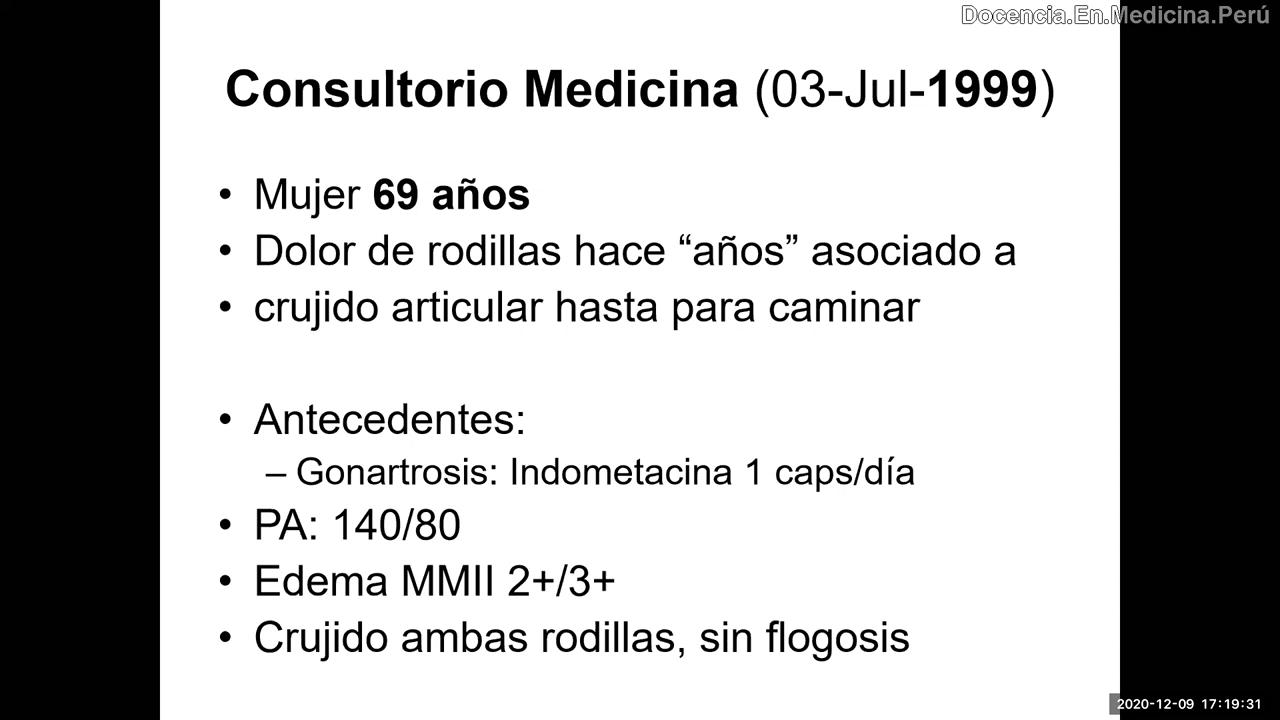 Docencia.En.Medicina.Perú
Consultorio Medicina (03-Jul-1999)
• Mujer 69 años
• Dolor de rodillas hace “años” asociado a
• crujido articular hasta para caminar
• Antecedentes:
– Gonartrosis: Indometacina 1 caps/día
• PA: 140/80
• Edema MMII 2+/3+
• Crujido ambas rodillas, sin flogosis
2020-12-09 17:19:31